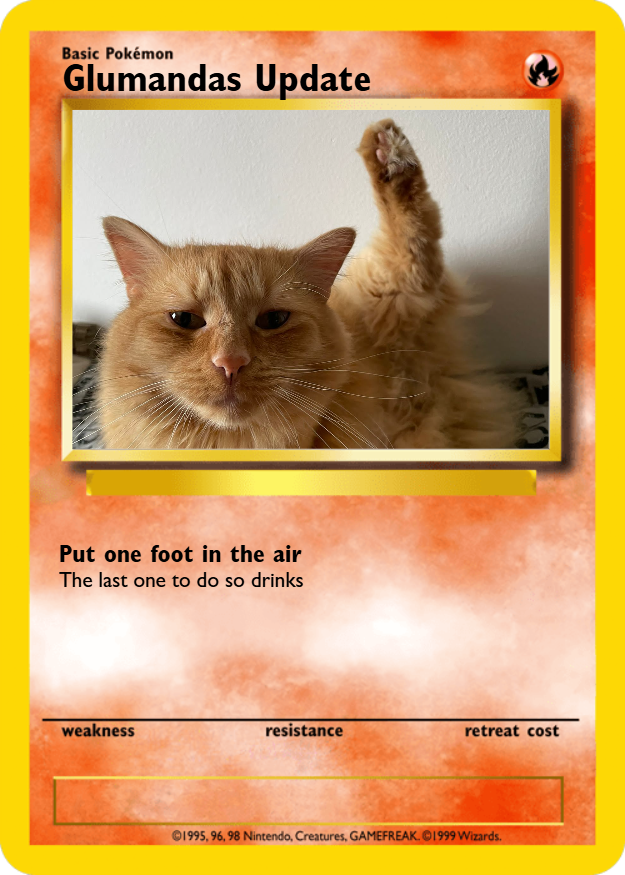 Basic Pokémon
Glumandas Update
Put one foot in the air
The last one to do so drinks
weakness resistance retreat cost
©1995, 96, 98 Nintendo, Creatures, GAMEFREAK. ©1999 Wizards.